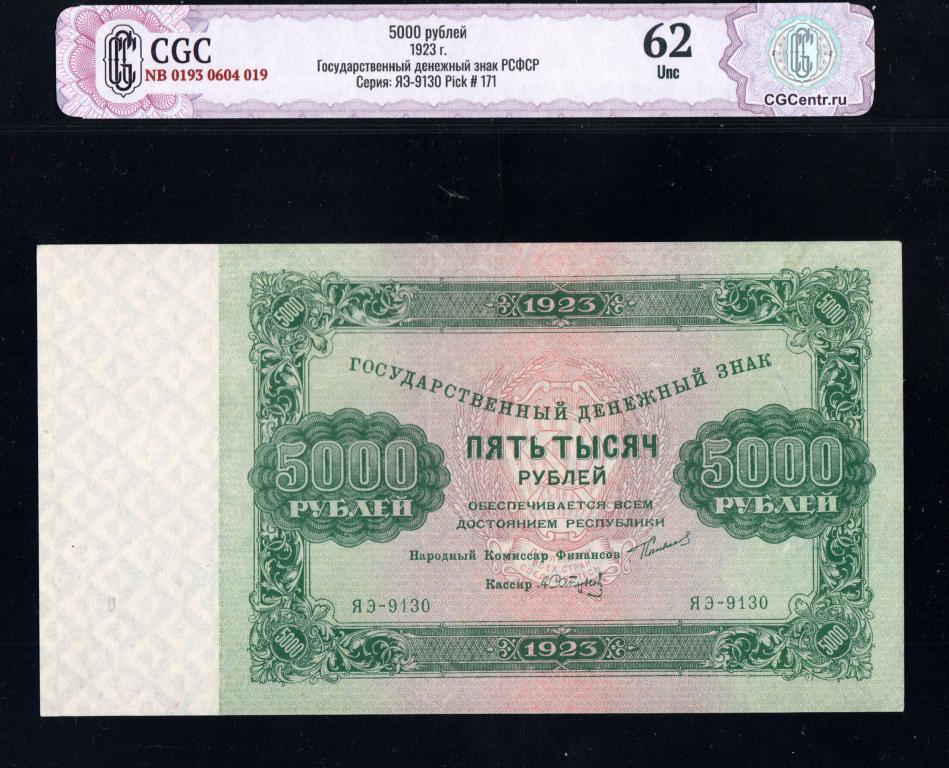 CGC
NB 0193 0604 019
5000 рублей
1923 г.
Государственный денежный знак РСФСР
Серия: ЯЭ-9130 Pick # 171
62
Unc
CGCentr.ru
5000
1923
5000
ГОСУДАРСТВЕННЫЙ ДЕНЕЖНЫЙ ЗНАК
5000
РУБЛЕЙ
ПЯТЬ ТЫСЯЧ
РУБЛЕЙ
5000
РУБЛЕЙ
ОБЕСПЕЧИВАЕТСЯ ВСЕМ
ДОСТОЯНИЕМ РЕСПУБЛИКИ
Народный Комиссар Финансов
Кассир
ЯЭ-9130
ЯЭ-9130
5000
1923
5000